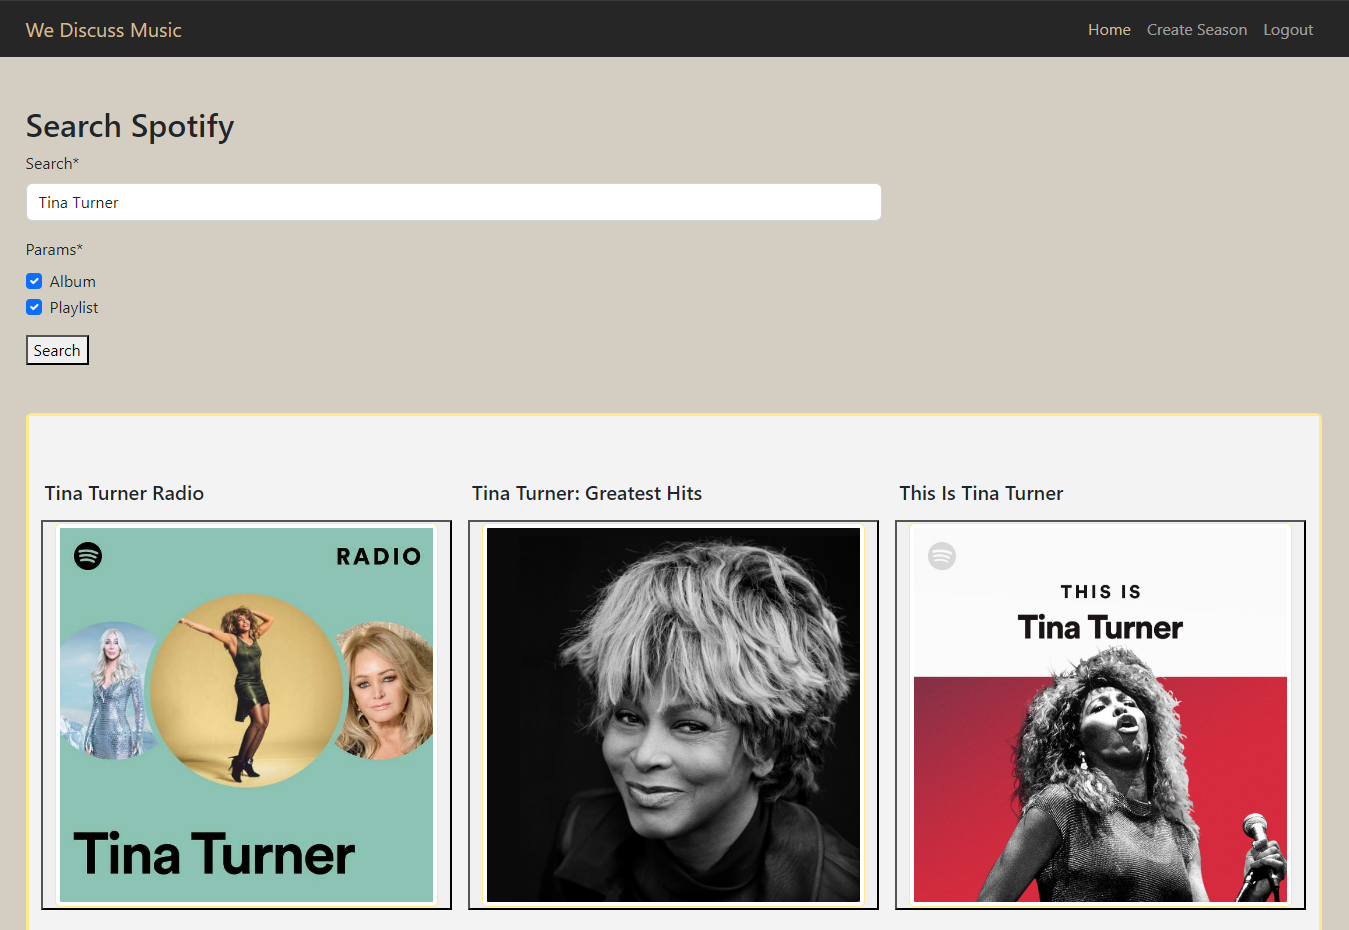 We Discuss Music
Home Create Season Logout
Search Spotify
Search*
Tina Turner
Params*
Album
Playlist
Search
Tina Turner Radio
Tina Turner: Greatest Hits
This Is Tina Turner
RADIO
Tina Turner
THIS IS
Tina Turner